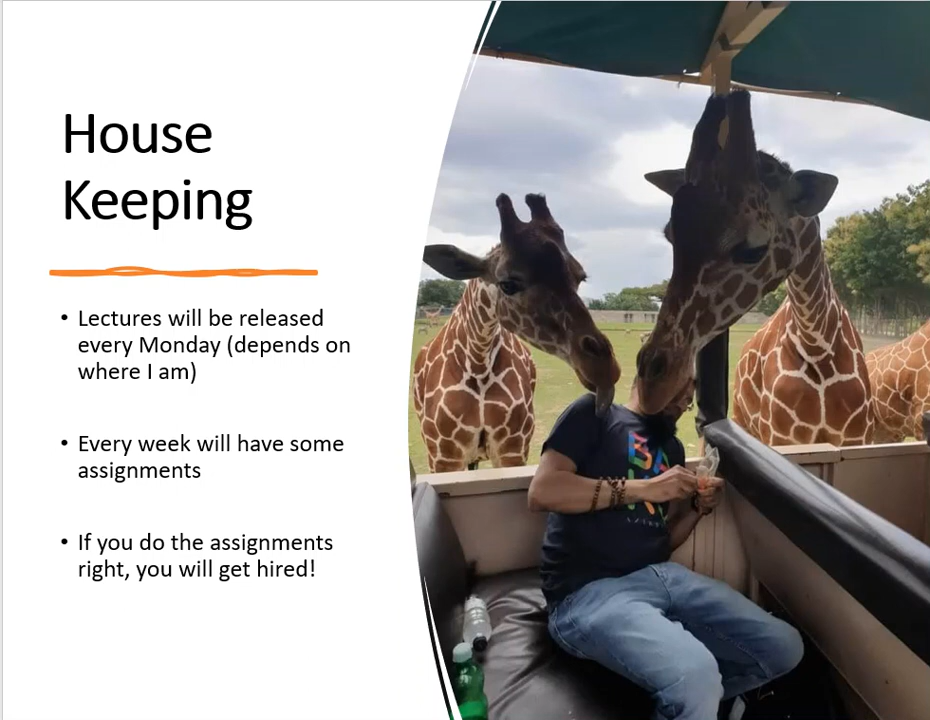 House
Keeping
• Lectures will be released
every Monday (depends on
where I am)
• Every week will have some
assignments
• If you do the assignments
right, you will get hired!